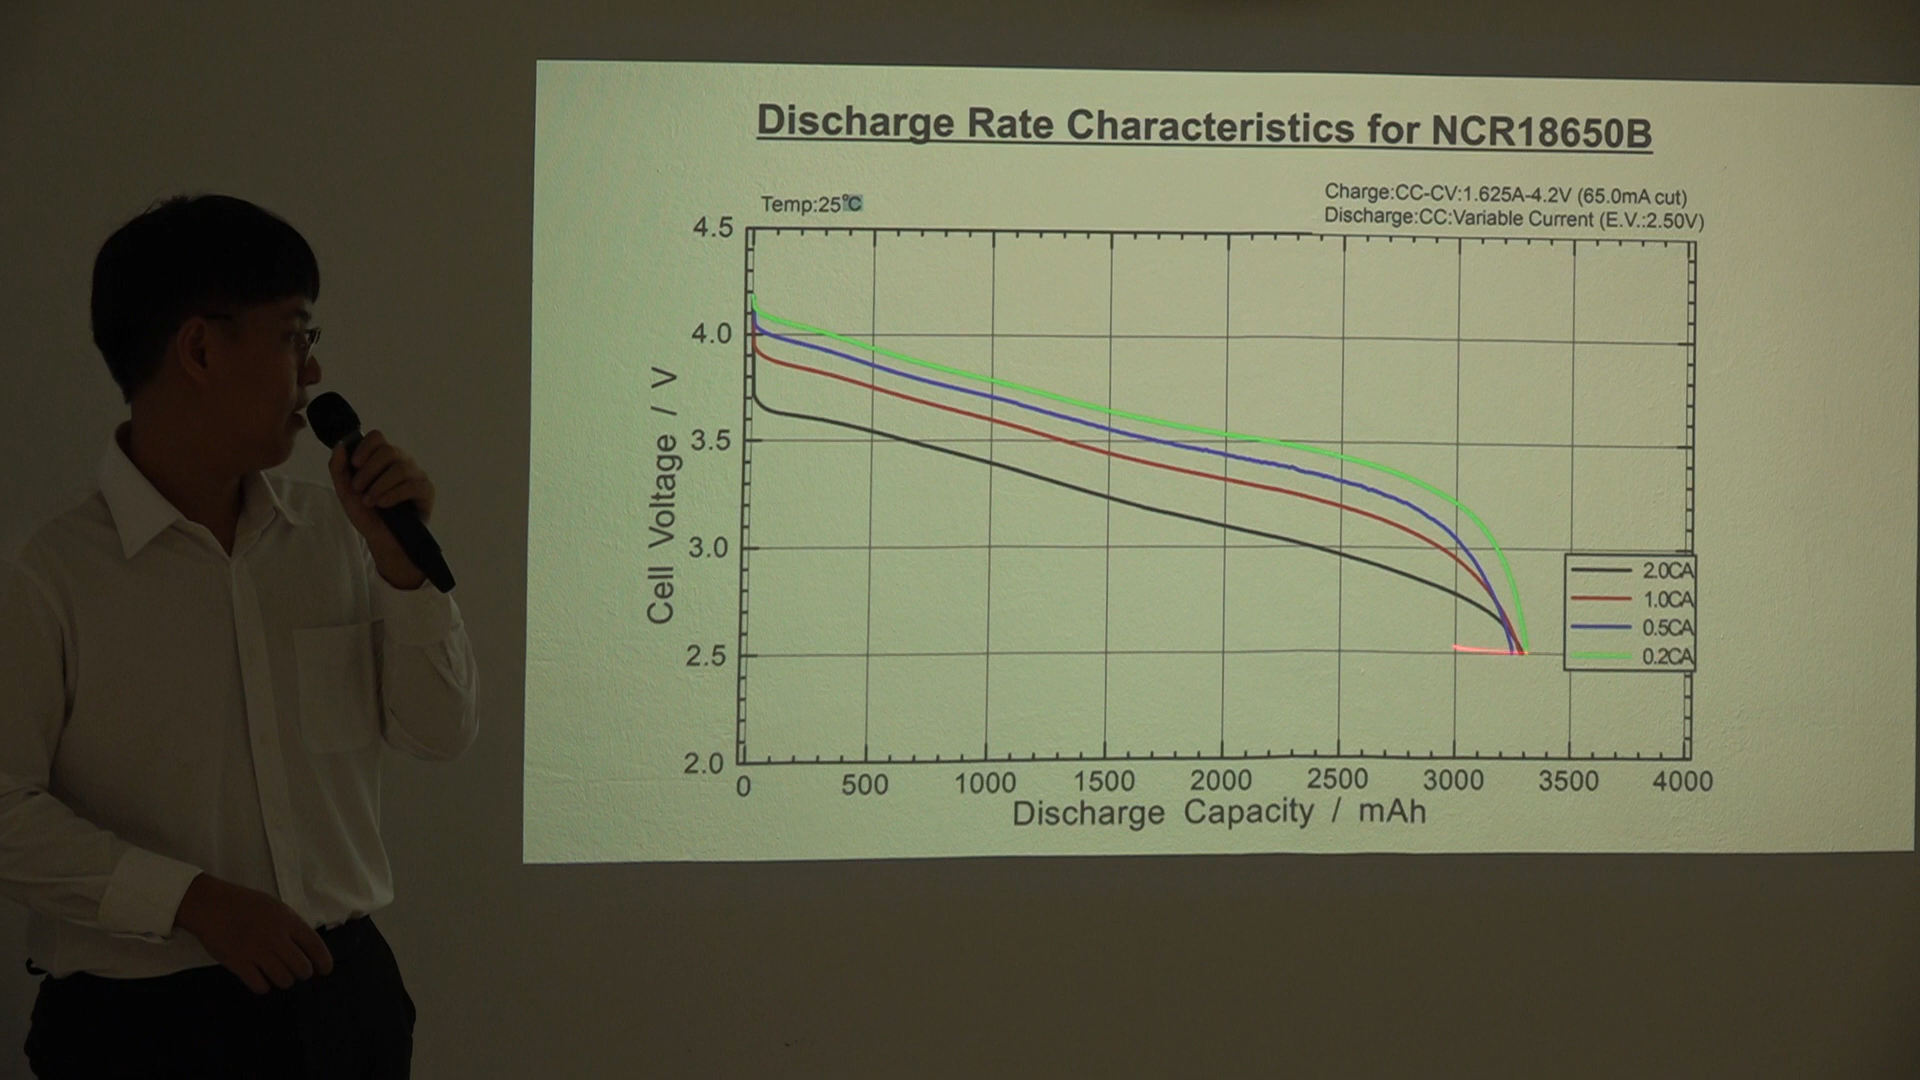 Discharge Rate Characteristics for NCR18650B
Temp:25℃
Charge:CC-CV:1.625A-4.2V (65.0mA cut)
Discharge:CC:Variable Current (E.V.:2.50V)
4.5
4.0
3.5
3.0
2.5
2.0
Cell Voltage / V
2.0CA
1.0CA
0.5CA
0.2CA
0 500 1000 1500 2000 2500 3000 3500 4000
Discharge Capacity / mAh